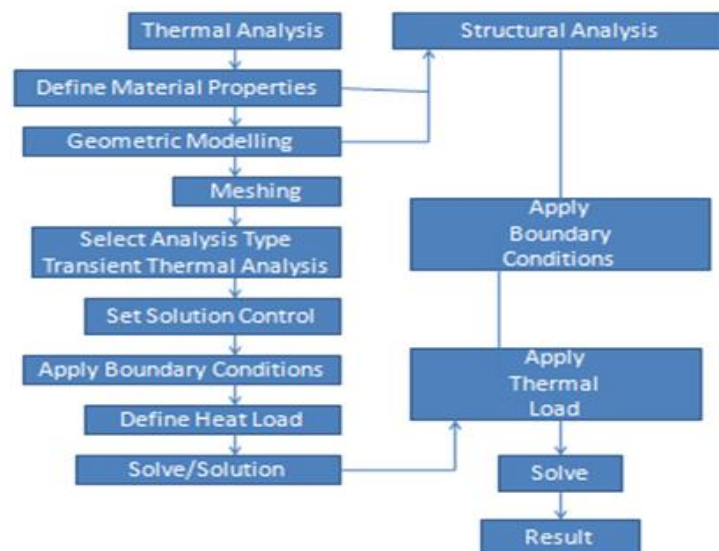 Thermal Analysis
Define Material Properties
Geometric Modelling
Meshing
Select Analysis Type
Transient Thermal Analysis
Set Solution Control
Apply Boundary Conditions
Define Heat Load
Solve/Solution
Structural Analysis
Apply
Boundary
Conditions
Apply
Thermal
Load
Solve
Result